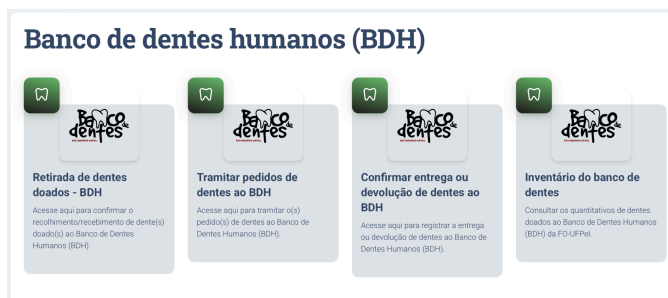 Banco de dentes humanos (BDH)
Banco de
dentes
Banco de
dentes
Banco de
dentes
Banco de
dentes
Retirada de dentes
doados - BDH
Acesse aqui para confirmar o
recolhimento/recebimento de dente(s)
doado(s) ao Banco de Dentes
Humanos (BDH).
Tramitar pedidos de
dentes ao BDH
Acesse aqui para tramitar o(s)
pedido(s) de dentes ao Banco de
Dentes Humanos (BDH).
Confirmar entrega ou
devolução de dentes ao
BDH
Acesse aqui para registrar a entrega
ou devolução de dentes ao Banco de
Dentes Humanos (BDH).
Inventário do banco de
dentes
Consultar os quantitativos de dentes
doados ao Banco de Dentes Humanos
(BDH) da FO-UFPel.